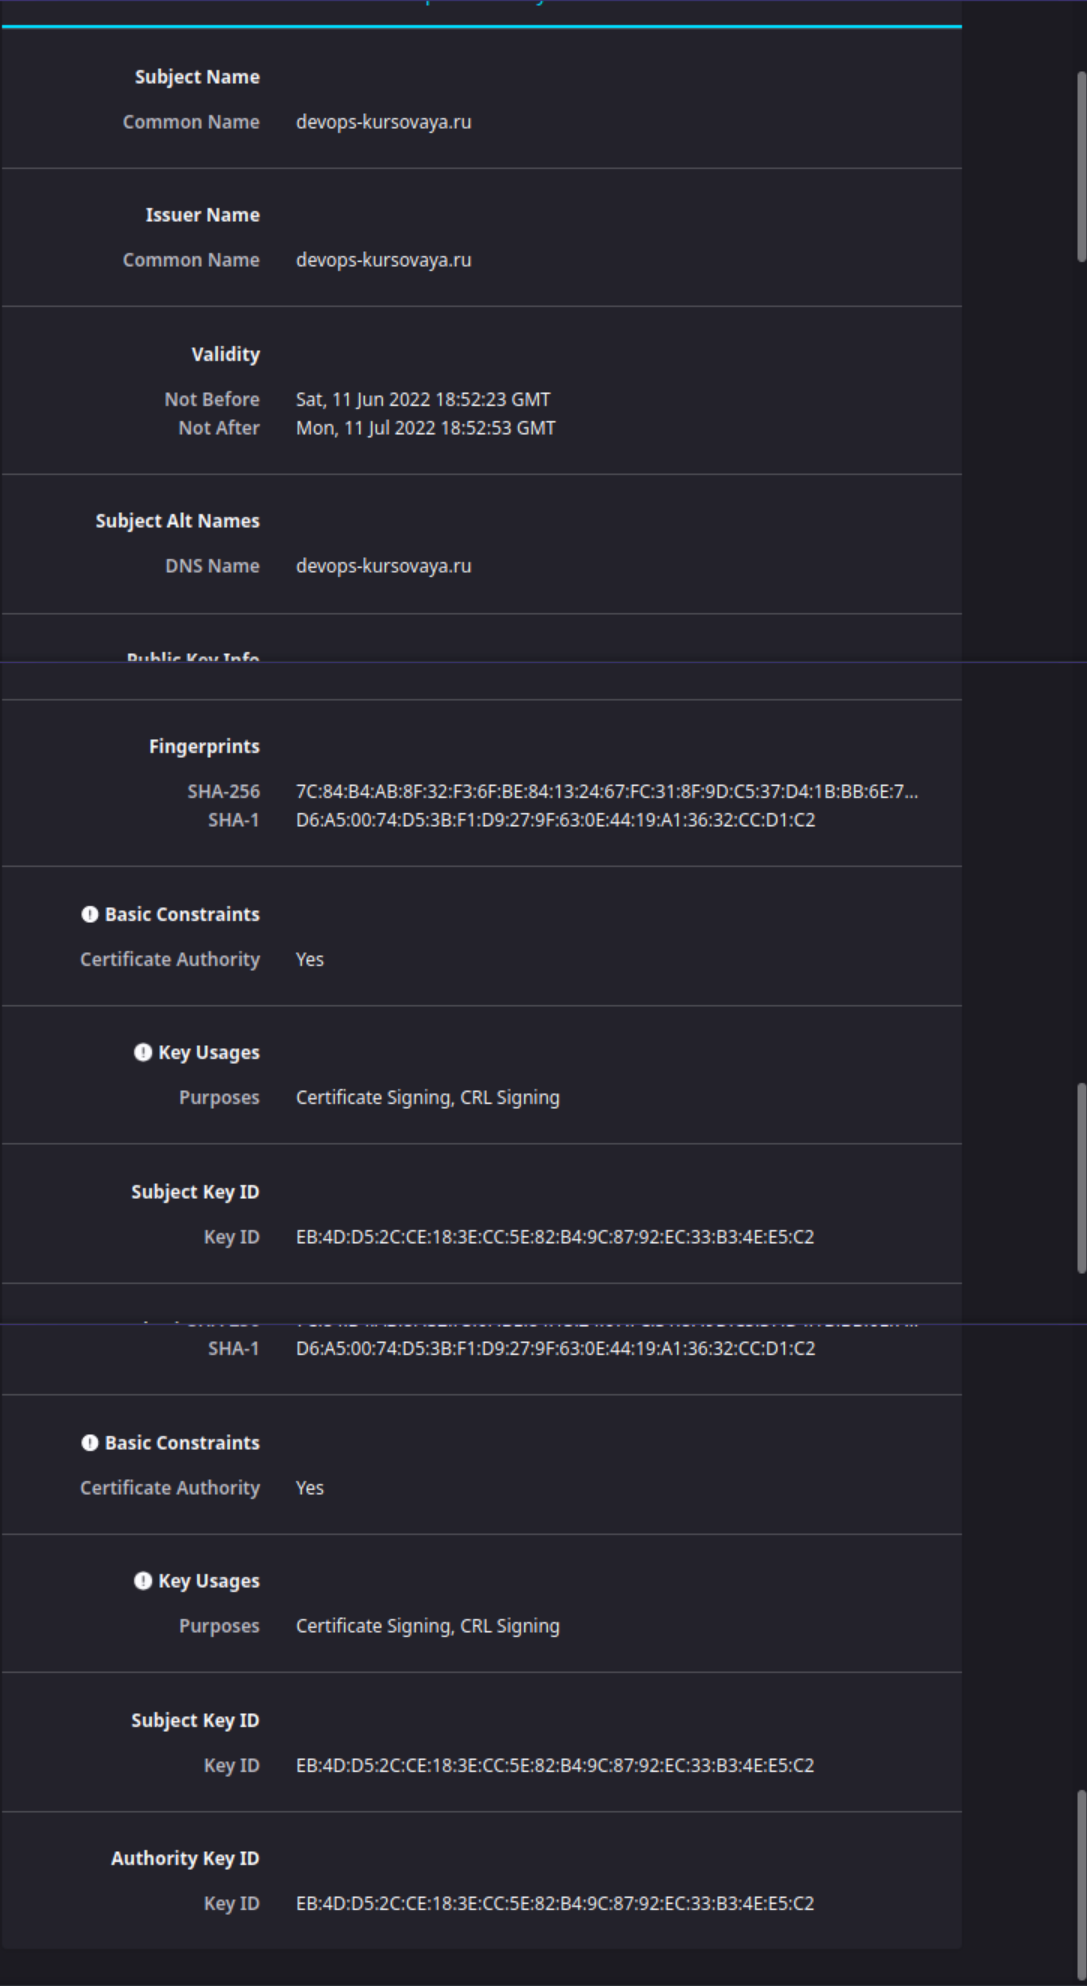 Subject Name
Common Name devops-kursovaya.ru
Issuer Name
Common Name devops-kursovaya.ru
Validity
Not Before Sat, 11 Jun 2022 18:52:23 GMT
Not After Mon, 11 Jul 2022 18:52:53 GMT
Subject Alt Names
DNS Name devops-kursovaya.ru
Public Key Info
Fingerprints
SHA-256 7C:84:B4:AB:8F:32:F3:6F:BE:84:13:24:67:FC:31:8F:9D:C5:37:D4:1B:BB:6E:7...
SHA-1 D6:A5:00:74:D5:3B:F1:D9:27:9F:63:0E:44:19:A1:36:32:CC:D1:C2
Basic Constraints
Certificate Authority Yes
Key Usages
Purposes Certificate Signing, CRL Signing
Subject Key ID
Key ID EB:4D:D5:2C:CE:18:3E:CC:5E:82:B4:9C:87:92:EC:33:B3:4E:E5:C2
SHA-1 D6:A5:00:74:D5:3B:F1:D9:27:9F:63:0E:44:19:A1:36:32:CC:D1:C2
Basic Constraints
Certificate Authority Yes
Key Usages
Purposes Certificate Signing, CRL Signing
Subject Key ID
Key ID EB:4D:D5:2C:CE:18:3E:CC:5E:82:B4:9C:87:92:EC:33:B3:4E:E5:C2
Authority Key ID
Key ID EB:4D:D5:2C:CE:18:3E:CC:5E:82:B4:9C:87:92:EC:33:B3:4E:E5:C2